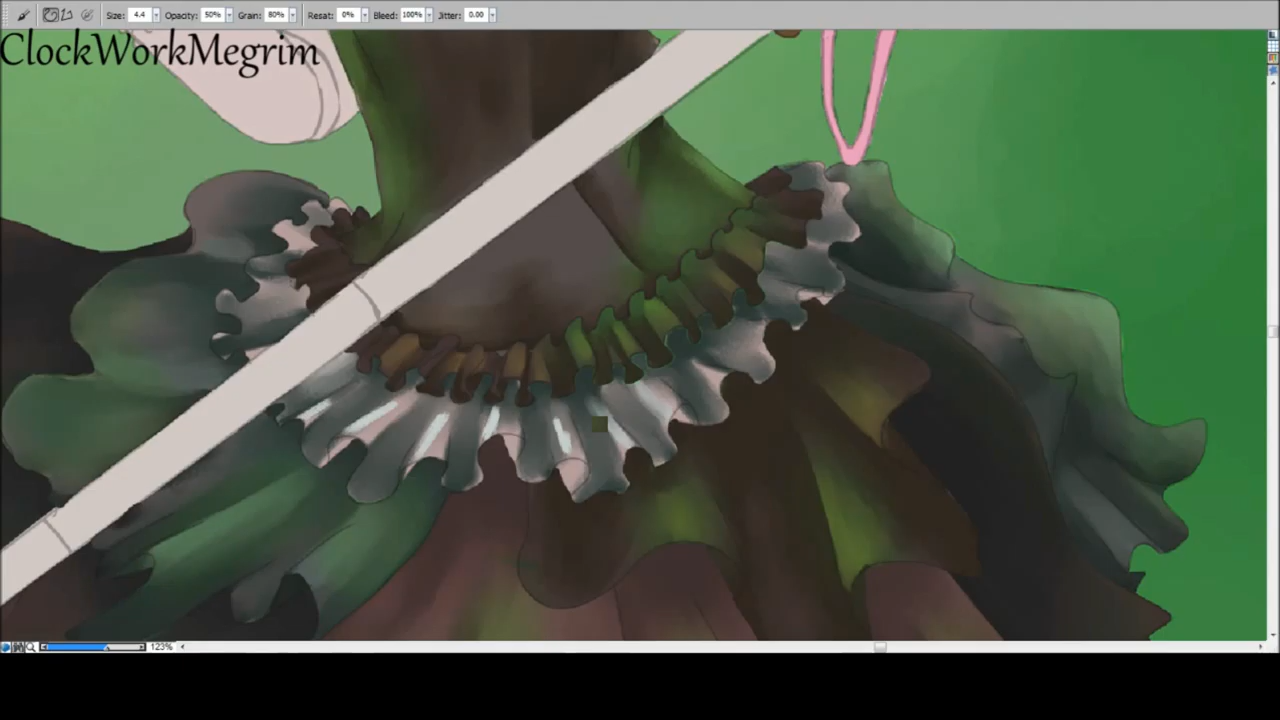 Size: 4.4 Opacity: 50% Grain: 80% Resat: 0% Bleed: 100% Jitter: 0.00
ClockWorkMegrim
123%